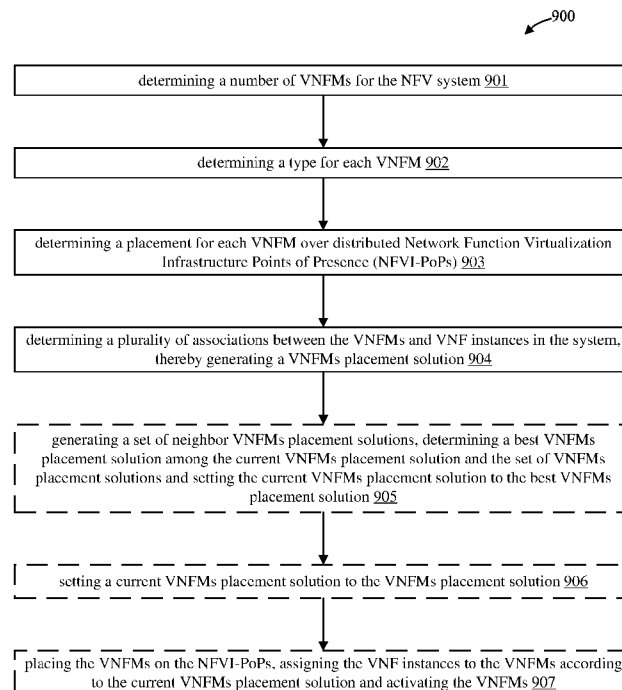 900
determining a number of VNFMs for the NFV system 901
determining a type for each VNFM 902
determining a placement for each VNFM over distributed Network Function Virtualization
Infrastructure Points of Presence (NFVI-PoPs) 903
determining a plurality of associations between the VNFMs and VNF instances in the system,
thereby generating a VNFMs placement solution 904
generating a set of neighbor VNFMs placement solutions, determining a best VNFMs
placement solution among the current VNFMs placement solution and the set of VNFMs
placement solutions and setting the current VNFMs placement solution to the best VNFMs
placement solution 905
setting a current VNFMs placement solution to the VNFMs placement solution 906
placing the VNFMs on the NFVI-PoPs, assigning the VNF instances to the VNFMs according
to the current VNFMs placement solution and activating the VNFMs 907